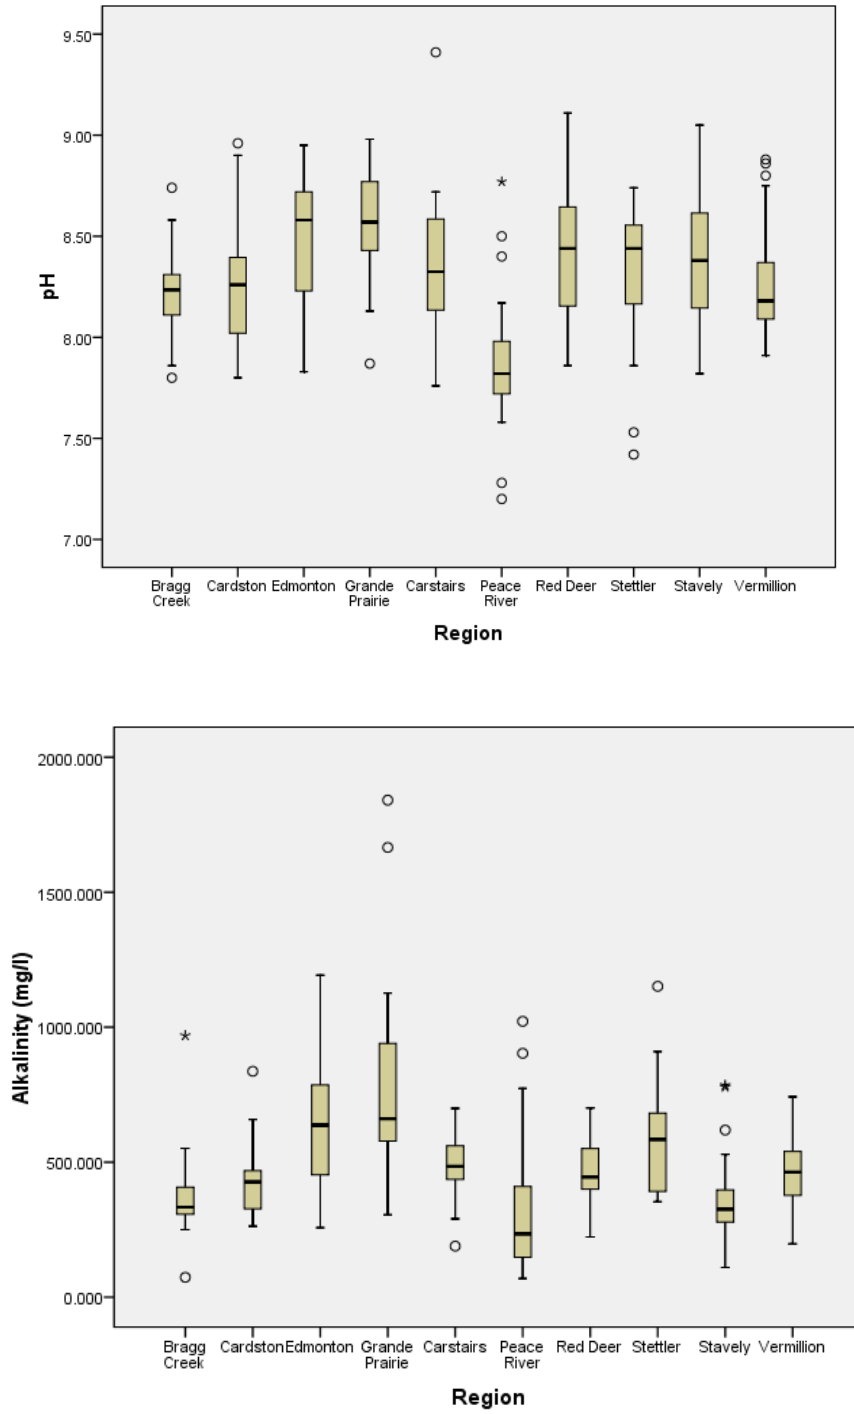 9.50
9.00
8.50
8.00
7.50
7.00
pH
Bragg Creek
Cardston
Edmonton
Grande Prairie
Carstairs
Peace River
Red Deer
Stettler
Stavely
Vermillion
Region
2000.000
1500.000
1000.000
500.000
0.000
Alkalinity (mg/l)
Bragg Creek
Cardston
Edmonton
Grande Prairie
Carstairs
Peace River
Red Deer
Stettler
Stavely
Vermillion
Region